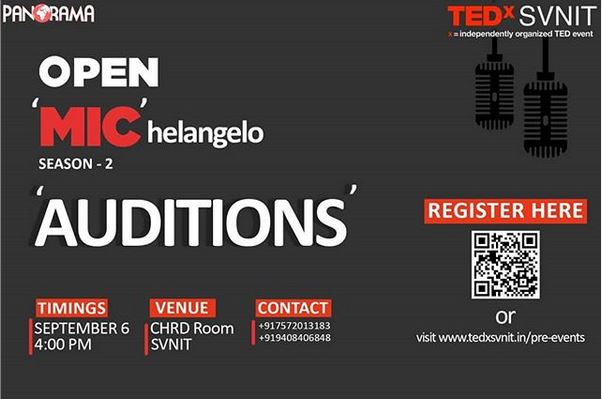 PANORAMA
TEDx SVNIT
x = independently organized TED event
OPEN
'MIC'helangelo
SEASON - 2
'AUDITIONS'
REGISTER HERE
or
visit www.tedxsvnit.in/pre-events
TIMINGS
SEPTEMBER 6
4:00 PM
VENUE
CHRD Room
SVNIT
CONTACT
+917572013183
+919408406848